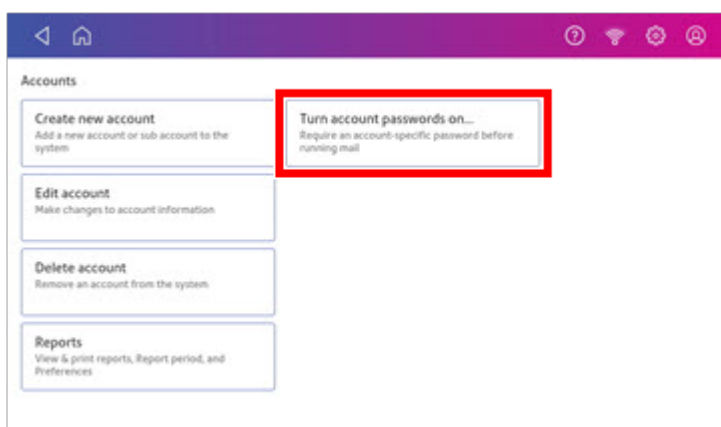 Accounts
Create new account
Add a new account or sub account to the
system
Turn account passwords on...
Require an account-specific password before
running mail
Edit account
Make changes to account information
Delete account
Remove an account from the system
Reports
View & print reports, Report period, and
Preferences